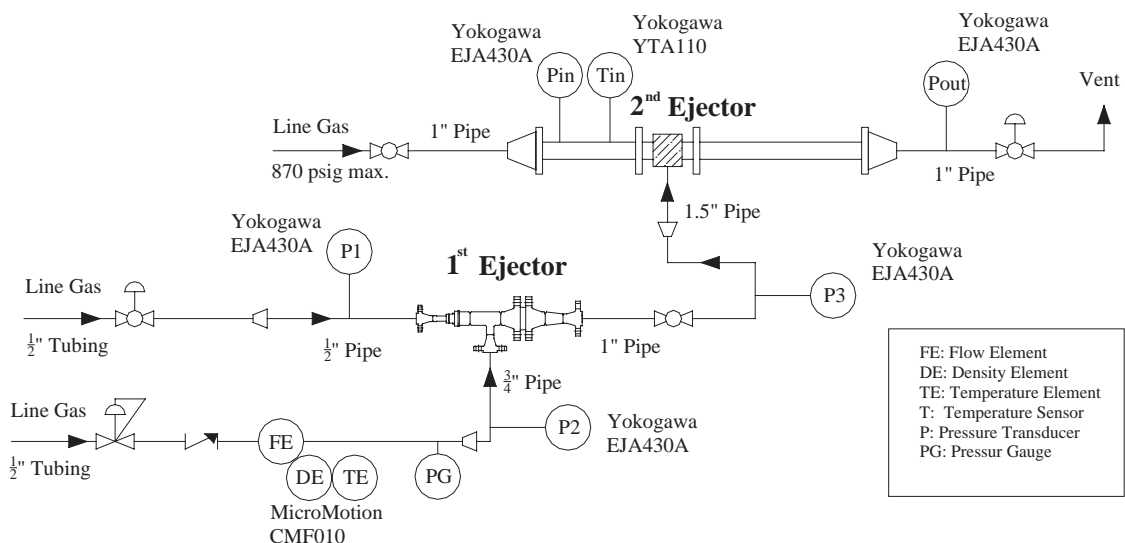 Yokogawa
EJA430A
Yokogawa
YTA110
Yokogawa
EJA430A
Pin
Tin
Pout
Vent
2nd Ejector
Line Gas
1" Pipe
870 psig max.
1" Pipe
1.5" Pipe
Yokogawa
EJA430A
P1
1st Ejector
Yokogawa
EJA430A
P3
Line Gas
½" Tubing
½" Pipe
1" Pipe
¾" Pipe
Line Gas
½" Tubing
FE
DE
TE
PG
P2
Yokogawa
EJA430A
MicroMotion
CMF010
FE: Flow Element
DE: Density Element
TE: Temperature Element
T: Temperature Sensor
P: Pressure Transducer
PG: Pressur Gauge